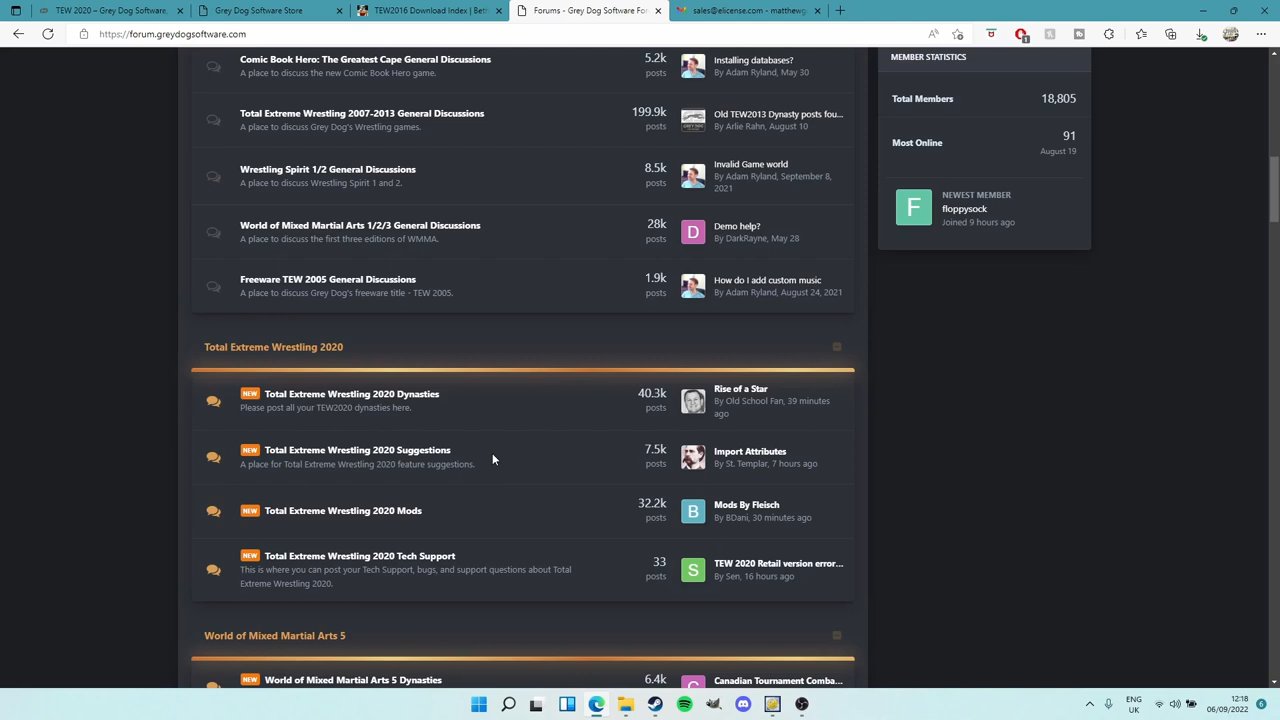 TEW 2020 – Grey Dog Software,
Grey Dog Software Store
TEW2016 Download Index | Beth
Forums - Grey Dog Software For
sales@elicense.com - matthewg
https://forum.greydogsoftware.com
Comic Book Hero: The Greatest Cape General Discussions
A place to discuss the new Comic Book Hero game.
5.2k
posts
Installing databases?
By Adam Ryland, May 30
Total Extreme Wrestling 2007-2013 General Discussions
A place to discuss Grey Dog's Wrestling games.
199.9k
posts
Old TEW2013 Dynasty posts fou...
By Arlie Rahn, August 10
Wrestling Spirit 1/2 General Discussions
A place to discuss Wrestling Spirit 1 and 2.
8.5k
posts
Invalid Game world
By Adam Ryland, September 8,
2021
World of Mixed Martial Arts 1/2/3 General Discussions
A place to discuss the first three editions of WMMA.
28k
posts
D
Demo help?
By DarkRayne, May 28
Freeware TEW 2005 General Discussions
A place to discuss Grey Dog's freeware title - TEW 2005.
1.9k
posts
How do I add custom music
By Adam Ryland, August 24, 2021
Total Extreme Wrestling 2020
NEW Total Extreme Wrestling 2020 Dynasties
Please post all your TEW2020 dynasties here.
40.3k
posts
Rise of a Star
By Old School Fan, 39 minutes
ago
NEW Total Extreme Wrestling 2020 Suggestions
A place for Total Extreme Wrestling 2020 feature suggestions.
7.5k
posts
Import Attributes
By St. Templar, 7 hours ago
NEW Total Extreme Wrestling 2020 Mods
32.2k
posts
B
Mods By Fleisch
By BDani, 30 minutes ago
NEW Total Extreme Wrestling 2020 Tech Support
This is where you can post your Tech Support, bugs, and support questions about Total
Extreme Wrestling 2020.
33
posts
S
TEW 2020 Retail version error...
By Sen, 16 hours ago
World of Mixed Martial Arts 5
NEW World of Mixed Martial Arts 5 Dynasties
6.4k
Canadian Tournament Comba...
MEMBER STATISTICS
Total Members
18,805
Most Online
91
August 19
F
NEWEST MEMBER
floppysock
Joined 9 hours ago
ENG
UK
12:18
06/09/2022